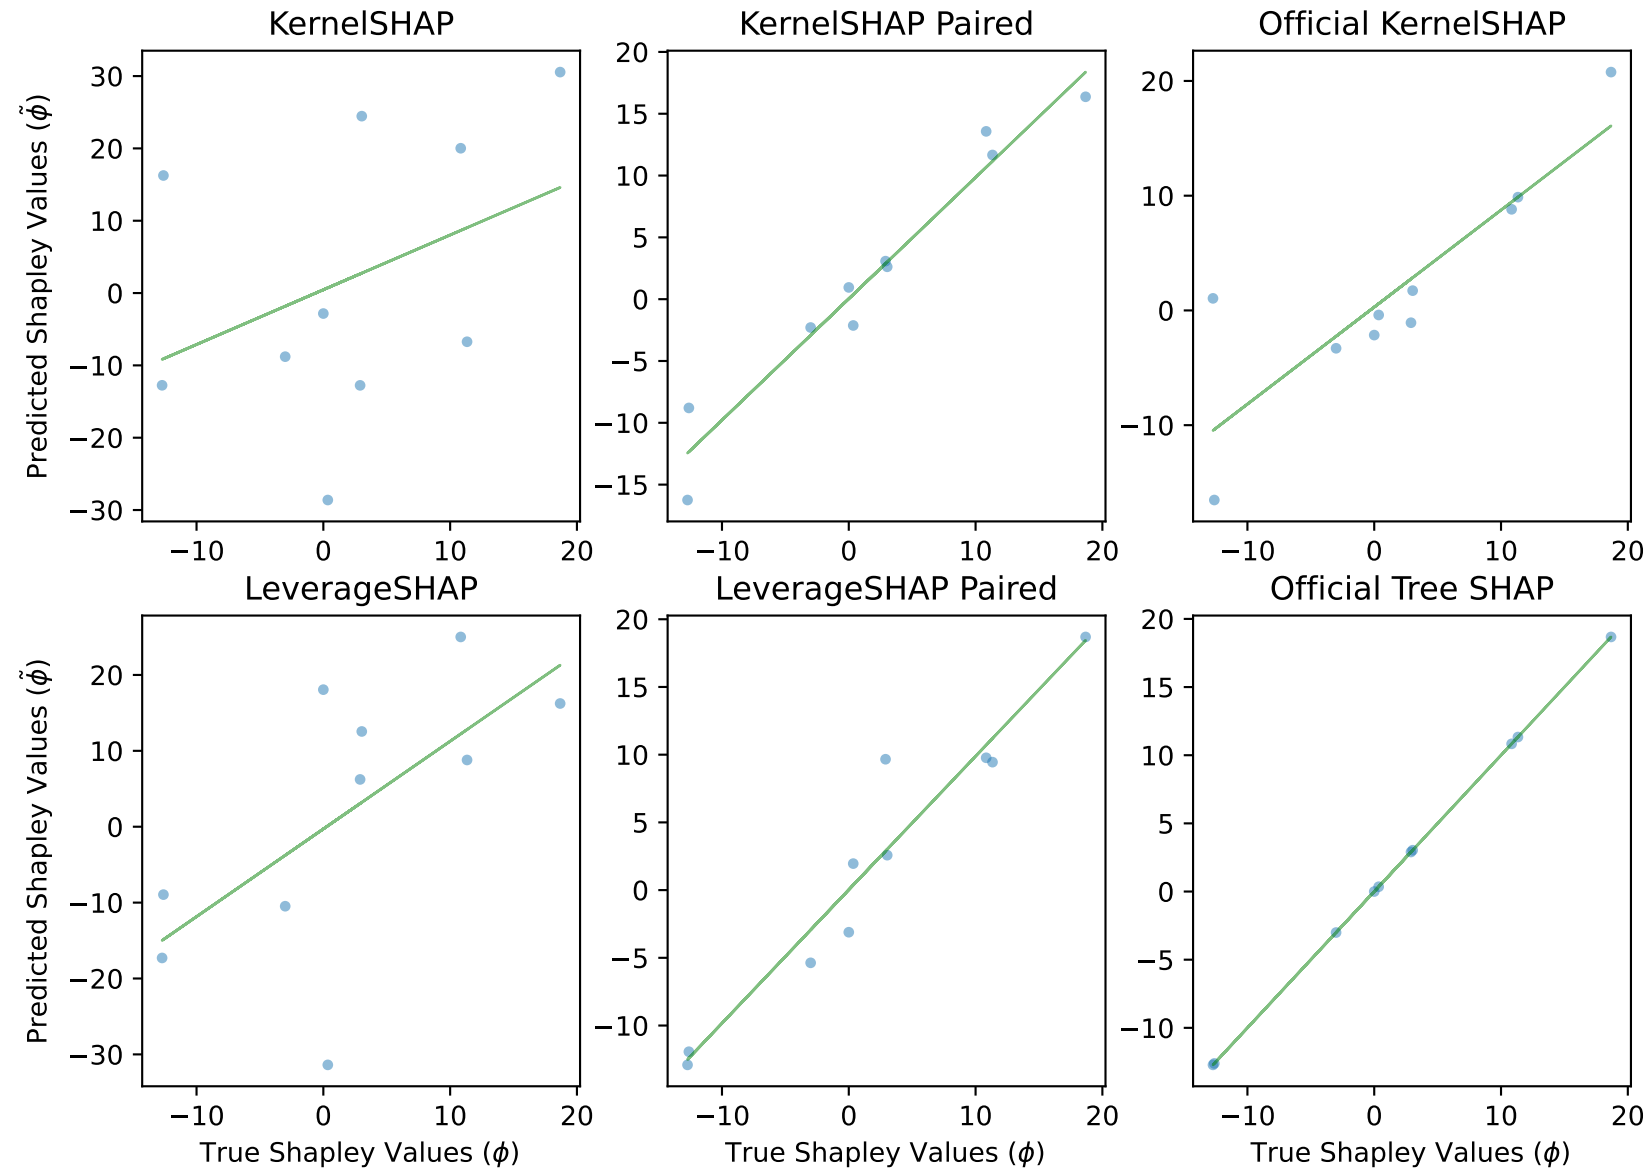 KernelSHAP
KernelSHAP Paired
Official KernelSHAP
Predicted Shapley Values (ϕ̃)
30
20
10
0
−10
−20
−30
−10 0 10 20
20
15
10
5
0
−5
−10
−15
−10 0 10 20
20
10
0
−10
−10 0 10 20
LeverageSHAP
LeverageSHAP Paired
Official Tree SHAP
Predicted Shapley Values (ϕ̃)
20
10
0
−10
−20
−30
−10 0 10 20
True Shapley Values (ϕ)
20
15
10
5
0
−5
−10
−10 0 10 20
True Shapley Values (ϕ)
20
15
10
5
0
−5
−10
−10 0 10 20
True Shapley Values (ϕ)